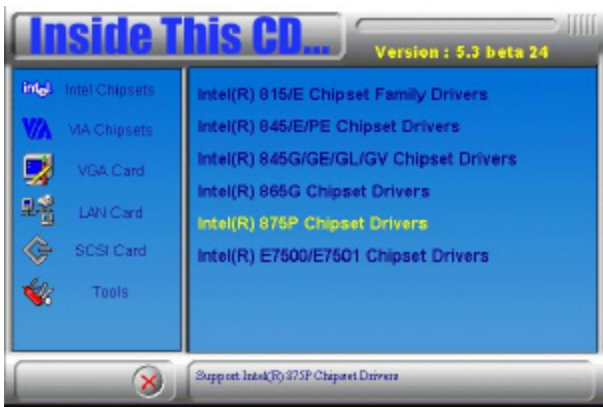 Inside This CD...
Version : 5.3 beta 24
intel Intel Chipsets
VIA VIA Chipsets
VGA Card
LAN Card
SCSI Card
Tools
Intel(R) 815/E Chipset Family Drivers
Intel(R) 845/E/PE Chipset Drivers
Intel(R) 845G/GE/GL/GV Chipset Drivers
Intel(R) 865G Chipset Drivers
Intel(R) 875P Chipset Drivers
Intel(R) E7500/E7501 Chipset Drivers
Support Intel(R) 875P Chipset Drivers